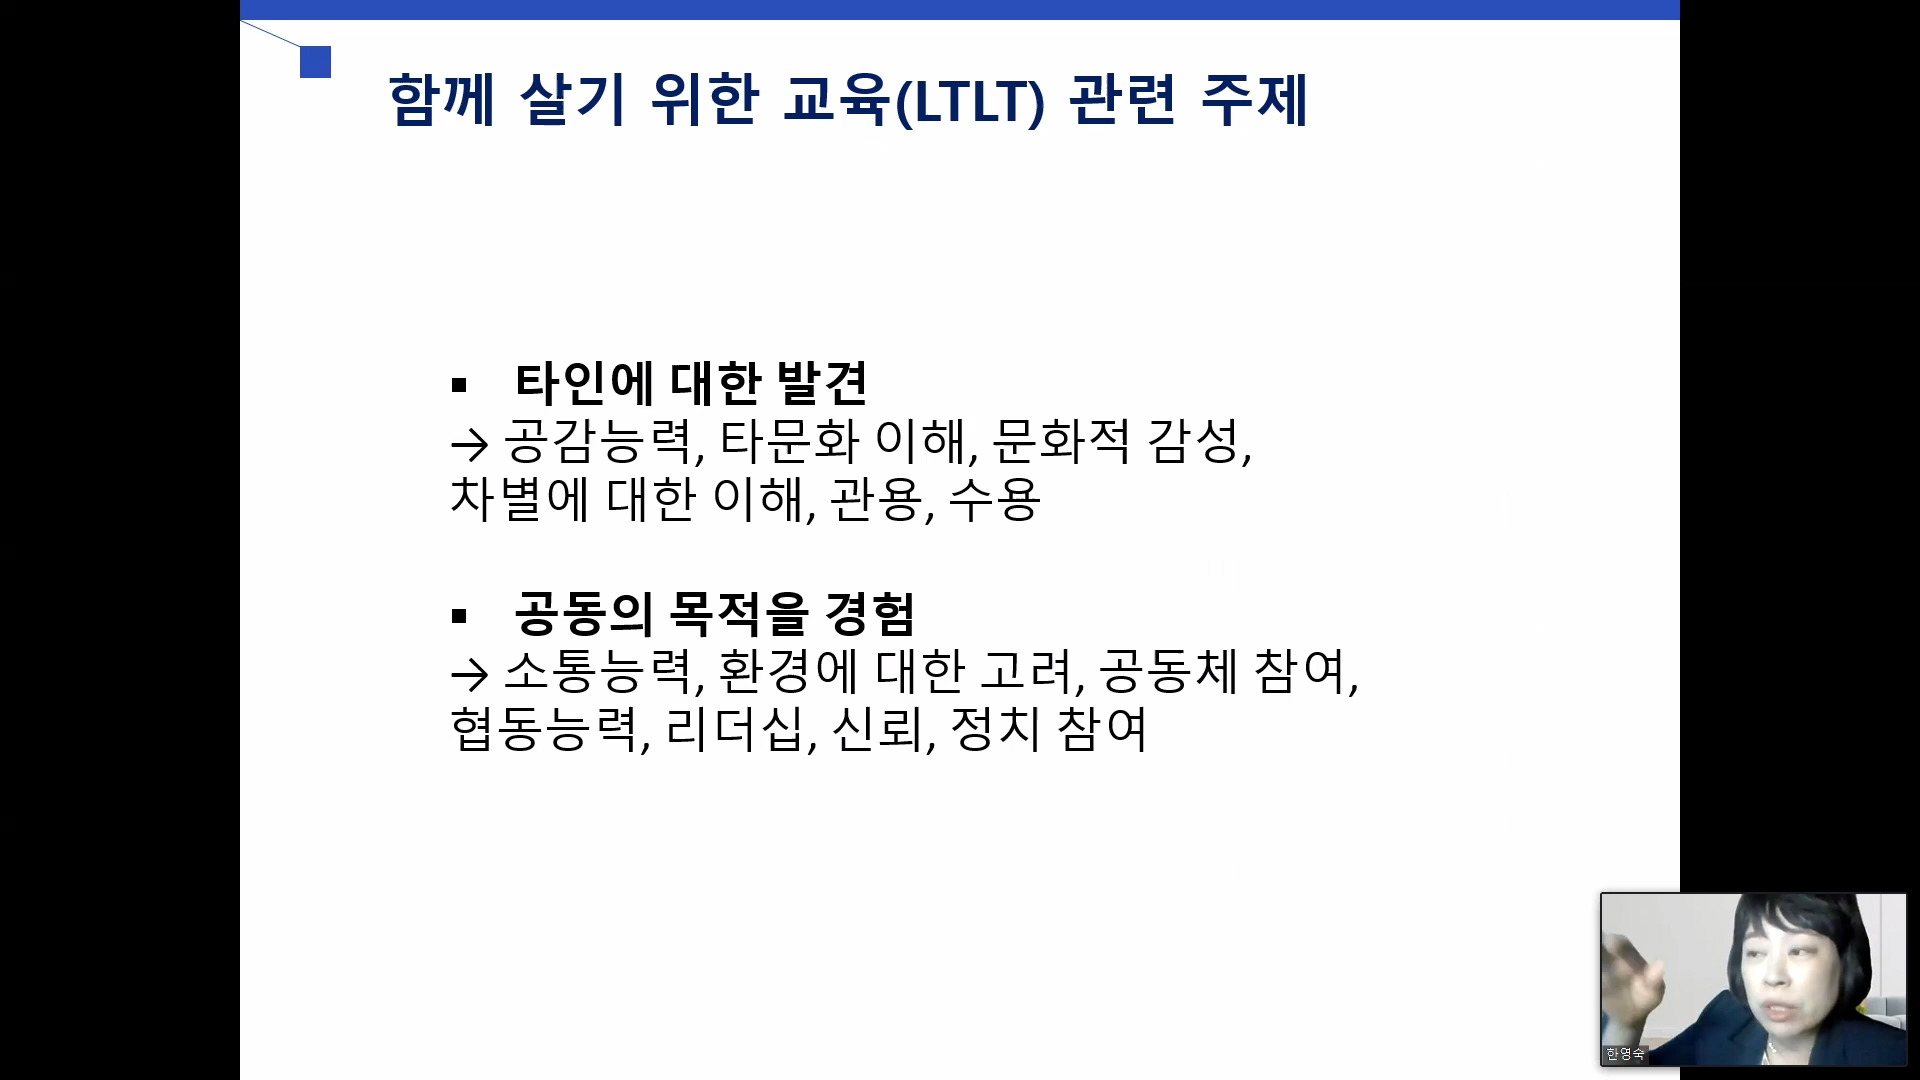 함께 살기 위한 교육(LTLT) 관련 주제
▪ 타인에 대한 발견
→ 공감능력, 타문화 이해, 문화적 감성,
차별에 대한 이해, 관용, 수용
▪ 공동의 목적을 경험
→ 소통능력, 환경에 대한 고려, 공동체 참여,
협동능력, 리더십, 신뢰, 정치 참여
한영숙